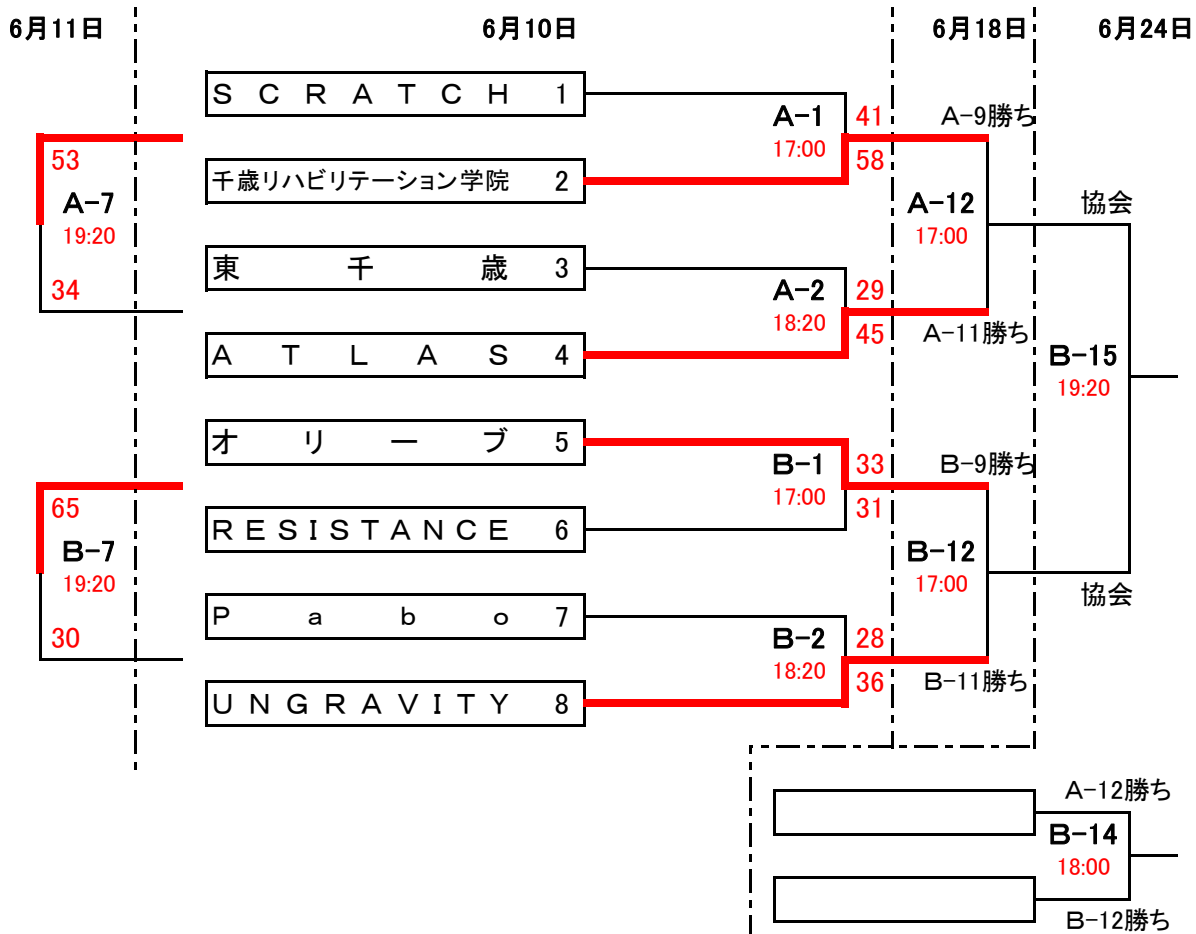 6月11日 6月10日 6月18日 6月24日
ＳＣＲＡＴＣＨ 1
A-1 41 A-9勝ち
17:00 58
53
千歳リハビリテーション学院 2
A-7 A-12 協会
19:20 17:00
東千歳 3
34 A-2 29
18:20 45 A-11勝ち
ＡＴＬＡＳ 4
B-15
19:20
オリーブ 5
B-1 33 B-9勝ち
17:00 31
65
ＲＥＳＩＳＴＡＮＣＥ 6
B-7 B-12
19:20 17:00
協会
Ｐａｂｏ 7
30 B-2 28
18:20 36 B-11勝ち
ＵＮＧＲＡＶＩＴＹ 8
A-12勝ち
B-14
18:00
B-12勝ち